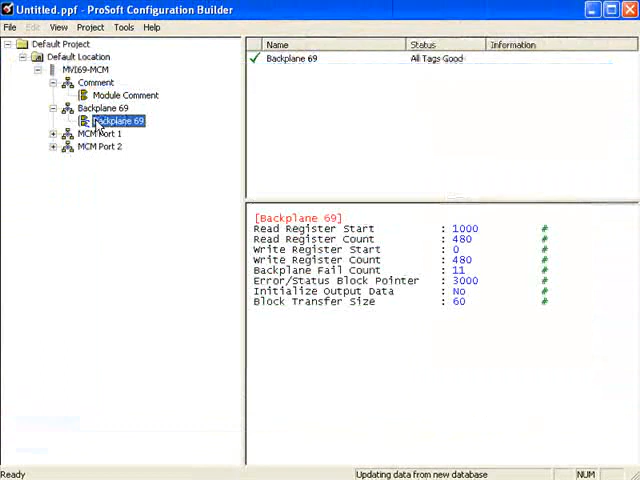 Untitled.ppf - ProSoft Configuration Builder
File Edit View Project Tools Help
Default Project
Default Location
MVI69-MCM
Comment
Module Comment
Backplane 69
Backplane 69
MCM Port 1
MCM Port 2
Name Status Information
Backplane 69 All Tags Good
[Backplane 69]
Read Register Start : 1000 #
Read Register Count : 480 #
Write Register Start : 0 #
Write Register Count : 480 #
Backplane Fail Count : 11 #
Error/Status Block Pointer : 3000 #
Initialize Output Data : No #
Block Transfer Size : 60 #
Ready Updating data from new database NUM